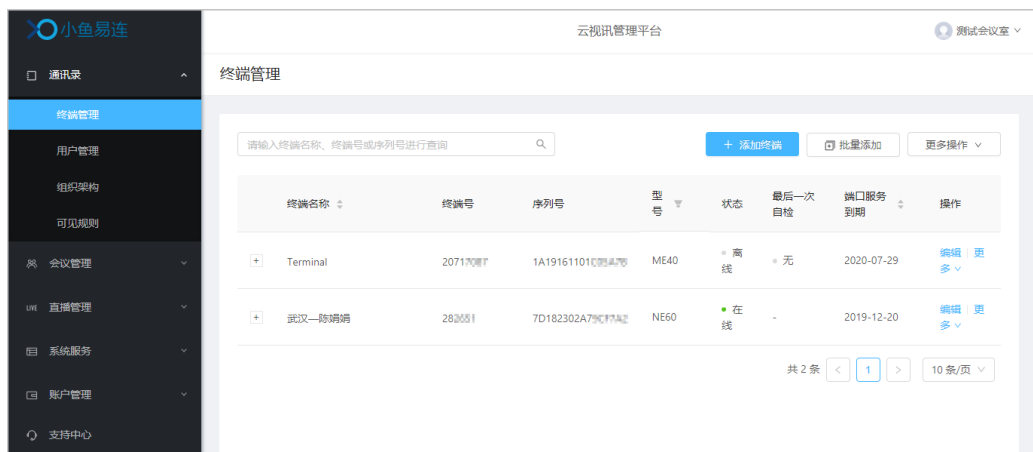 小鱼易连
云视讯管理平台
测试会议室
通讯录
终端管理
终端管理
用户管理
组织架构
可见规则
会议管理
LIVE 直播管理
系统服务
账户管理
支持中心
请输入终端名称、终端号或序列号进行查询
+ 添加终端
批量添加
更多操作
终端名称 终端号 序列号 型号 状态 最后一次自检 端口服务到期 操作
+ Terminal 2071 1A19161101 ME40 离线 无 2020-07-29 编辑 更多
+ 武汉—陈娟娟 28 7D182302A7 NE60 在线 - 2019-12-20 编辑 更多
共 2 条 < 1 > 10 条/页